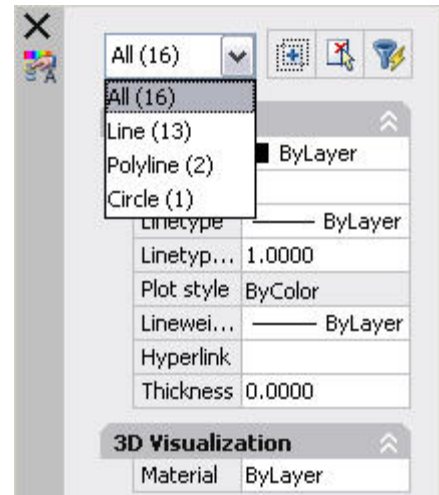 All (16)
All (16)
Line (13)
Polyline (2)
Circle (1)
ByLayer
Linetype ByLayer
Linetyp... 1.0000
Plot style ByColor
Linewei... ByLayer
Hyperlink
Thickness 0.0000
3D Visualization
Material ByLayer